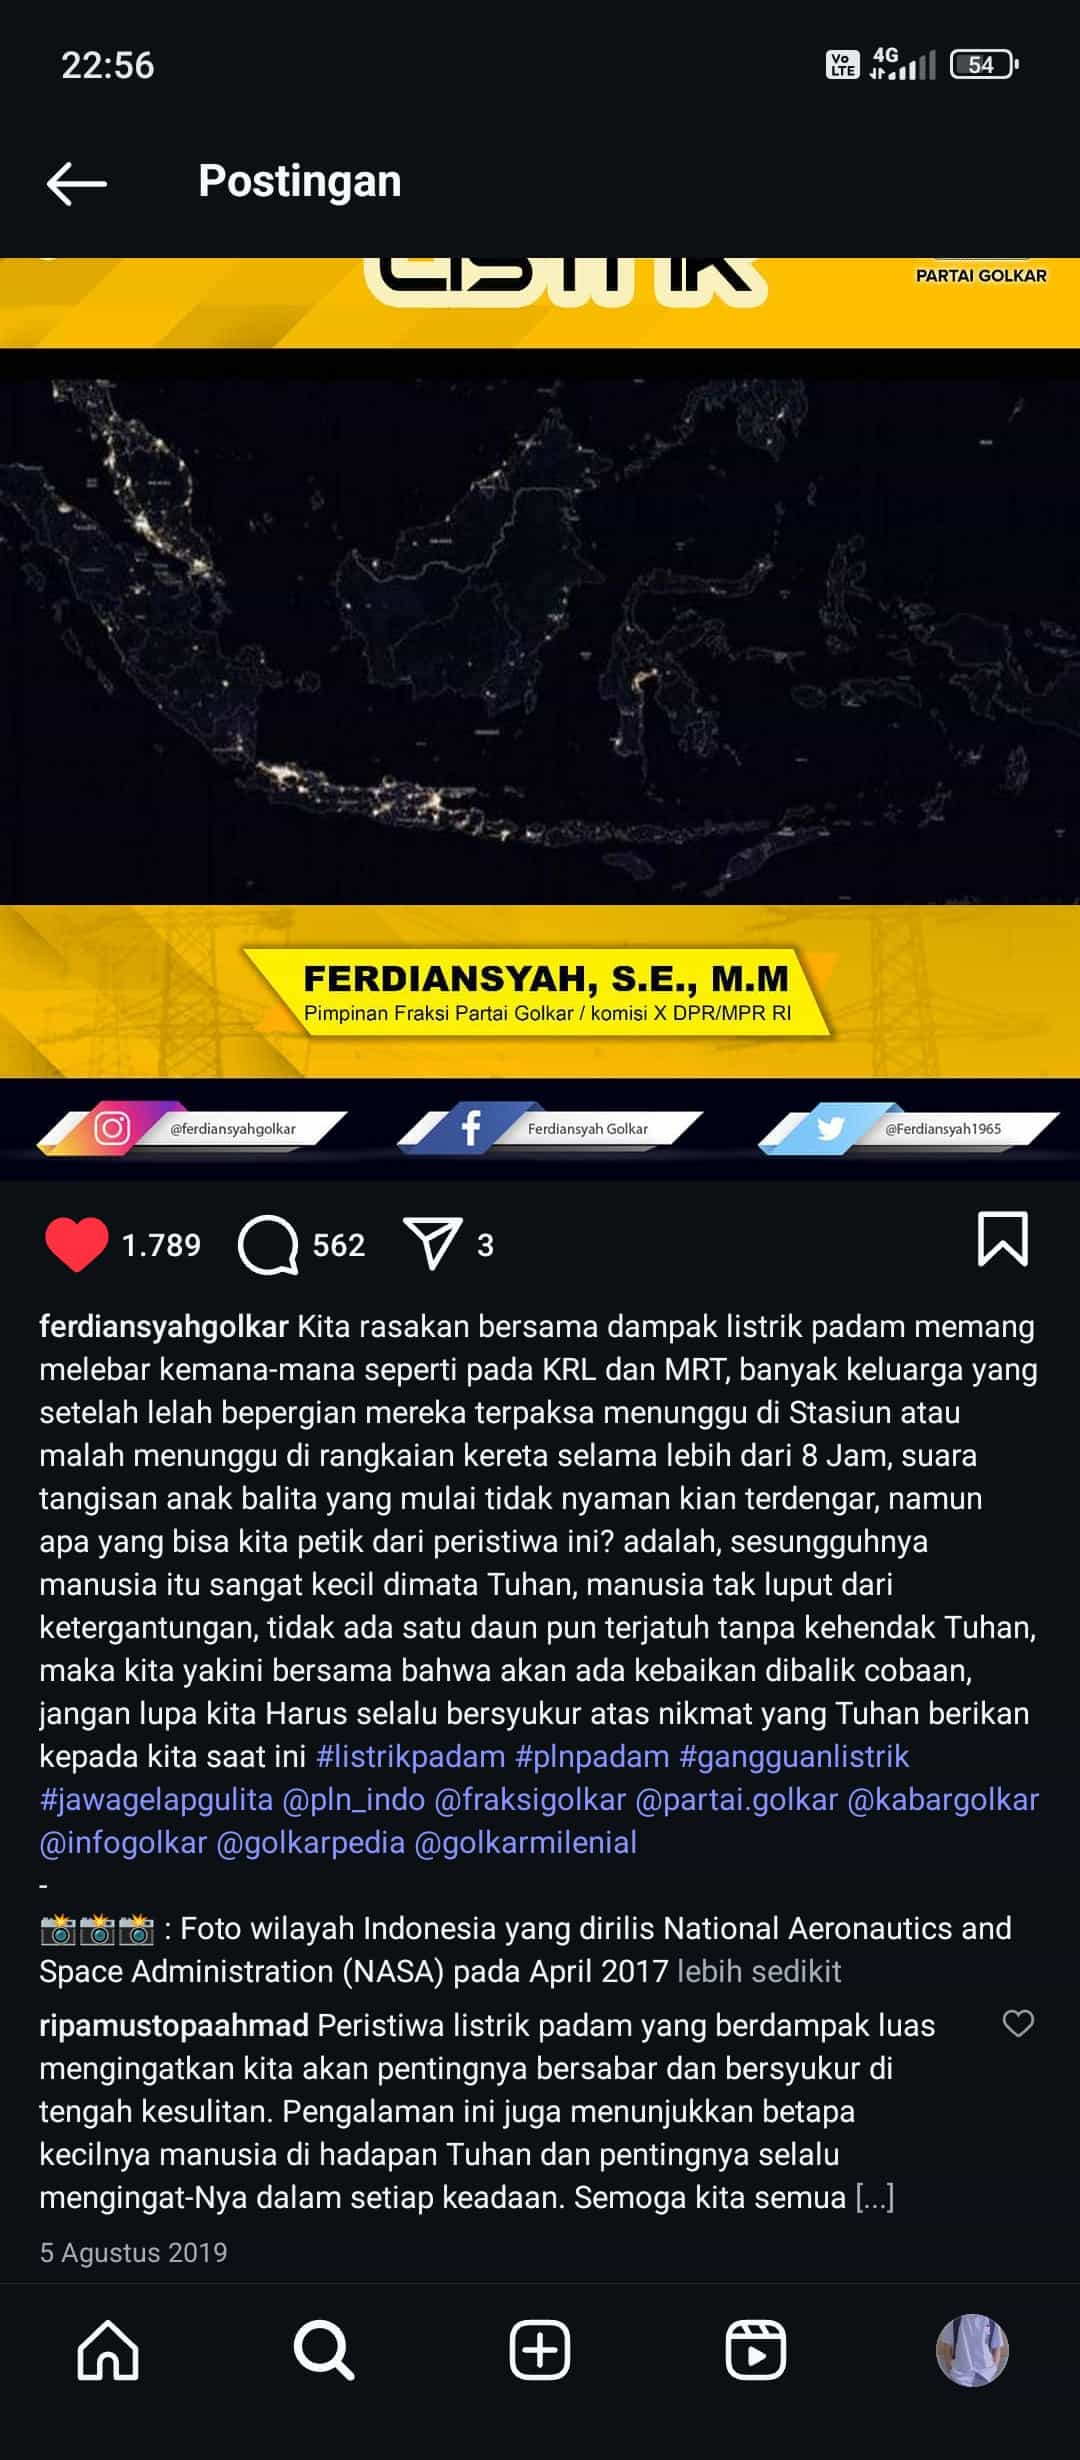 22:56
Vo LTE 4G 54
Postingan
LISTRIK
PARTAI GOLKAR
FERDIANSYAH, S.E., M.M
Pimpinan Fraksi Partai Golkar / komisi X DPR/MPR RI
@ferdiansyahgolkar
Ferdiansyah Golkar
@Ferdiansyah1965
1.789 562 3
ferdiansyahgolkar Kita rasakan bersama dampak listrik padam memang
melebar kemana-mana seperti pada KRL dan MRT, banyak keluarga yang
setelah lelah bepergian mereka terpaksa menunggu di Stasiun atau
malah menunggu di rangkaian kereta selama lebih dari 8 Jam, suara
tangisan anak balita yang mulai tidak nyaman kian terdengar, namun
apa yang bisa kita petik dari peristiwa ini? adalah, sesungguhnya
manusia itu sangat kecil dimata Tuhan, manusia tak luput dari
ketergantungan, tidak ada satu daun pun terjatuh tanpa kehendak Tuhan,
maka kita yakini bersama bahwa akan ada kebaikan dibalik cobaan,
jangan lupa kita Harus selalu bersyukur atas nikmat yang Tuhan berikan
kepada kita saat ini #listrikpadam #plnpadam #gangguanlistrik
#jawagelapgulita @pln_indo @fraksigolkar @partai.golkar @kabargolkar
@infogolkar @golkarpedia @golkarmilenial
-
📸📸📸 : Foto wilayah Indonesia yang dirilis National Aeronautics and
Space Administration (NASA) pada April 2017 lebih sedikit
ripamustopaahmad Peristiwa listrik padam yang berdampak luas
mengingatkan kita akan pentingnya bersabar dan bersyukur di
tengah kesulitan. Pengalaman ini juga menunjukkan betapa
kecilnya manusia di hadapan Tuhan dan pentingnya selalu
mengingat-Nya dalam setiap keadaan. Semoga kita semua [...]
5 Agustus 2019